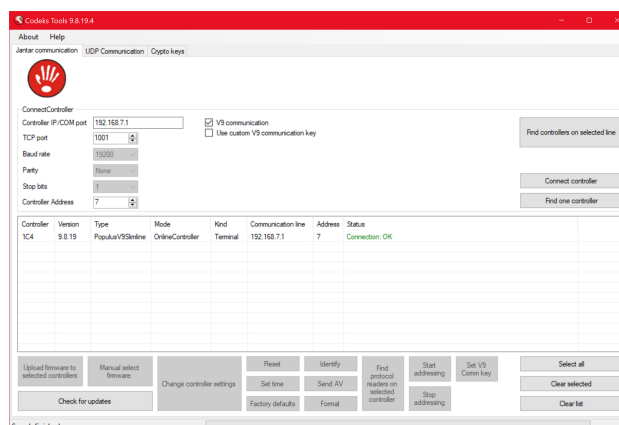 Codeks Tools 9.8.19.4
About Help
Jantar communication UDP Communication Crypto keys
ConnectController
Controller IP/COM port 192.168.7.1
V9 communication
Use custom V9 communication key
TCP port 1001
Baud rate 19200
Parity None
Stop bits 1
Controller Address 7
Find controllers on selected line
Connect controller
Find one controller
Controller Version Type Mode Kind Communication line Address Status
1C4 9.8.19 PopulusV9Slimline OnlineController Terminal 192.168.7.1 7 Connection: OK
Upload firmware to
selected controllers
Manual select
firmware
Check for updates
Change controller settings
Reset Identify
Set time Send AV
Factory defaults Format
Find
protocol
readers on
selected
controller
Start
addressing
Stop
addressing
Set V9
Comm key
Select all
Clear selected
Clear list